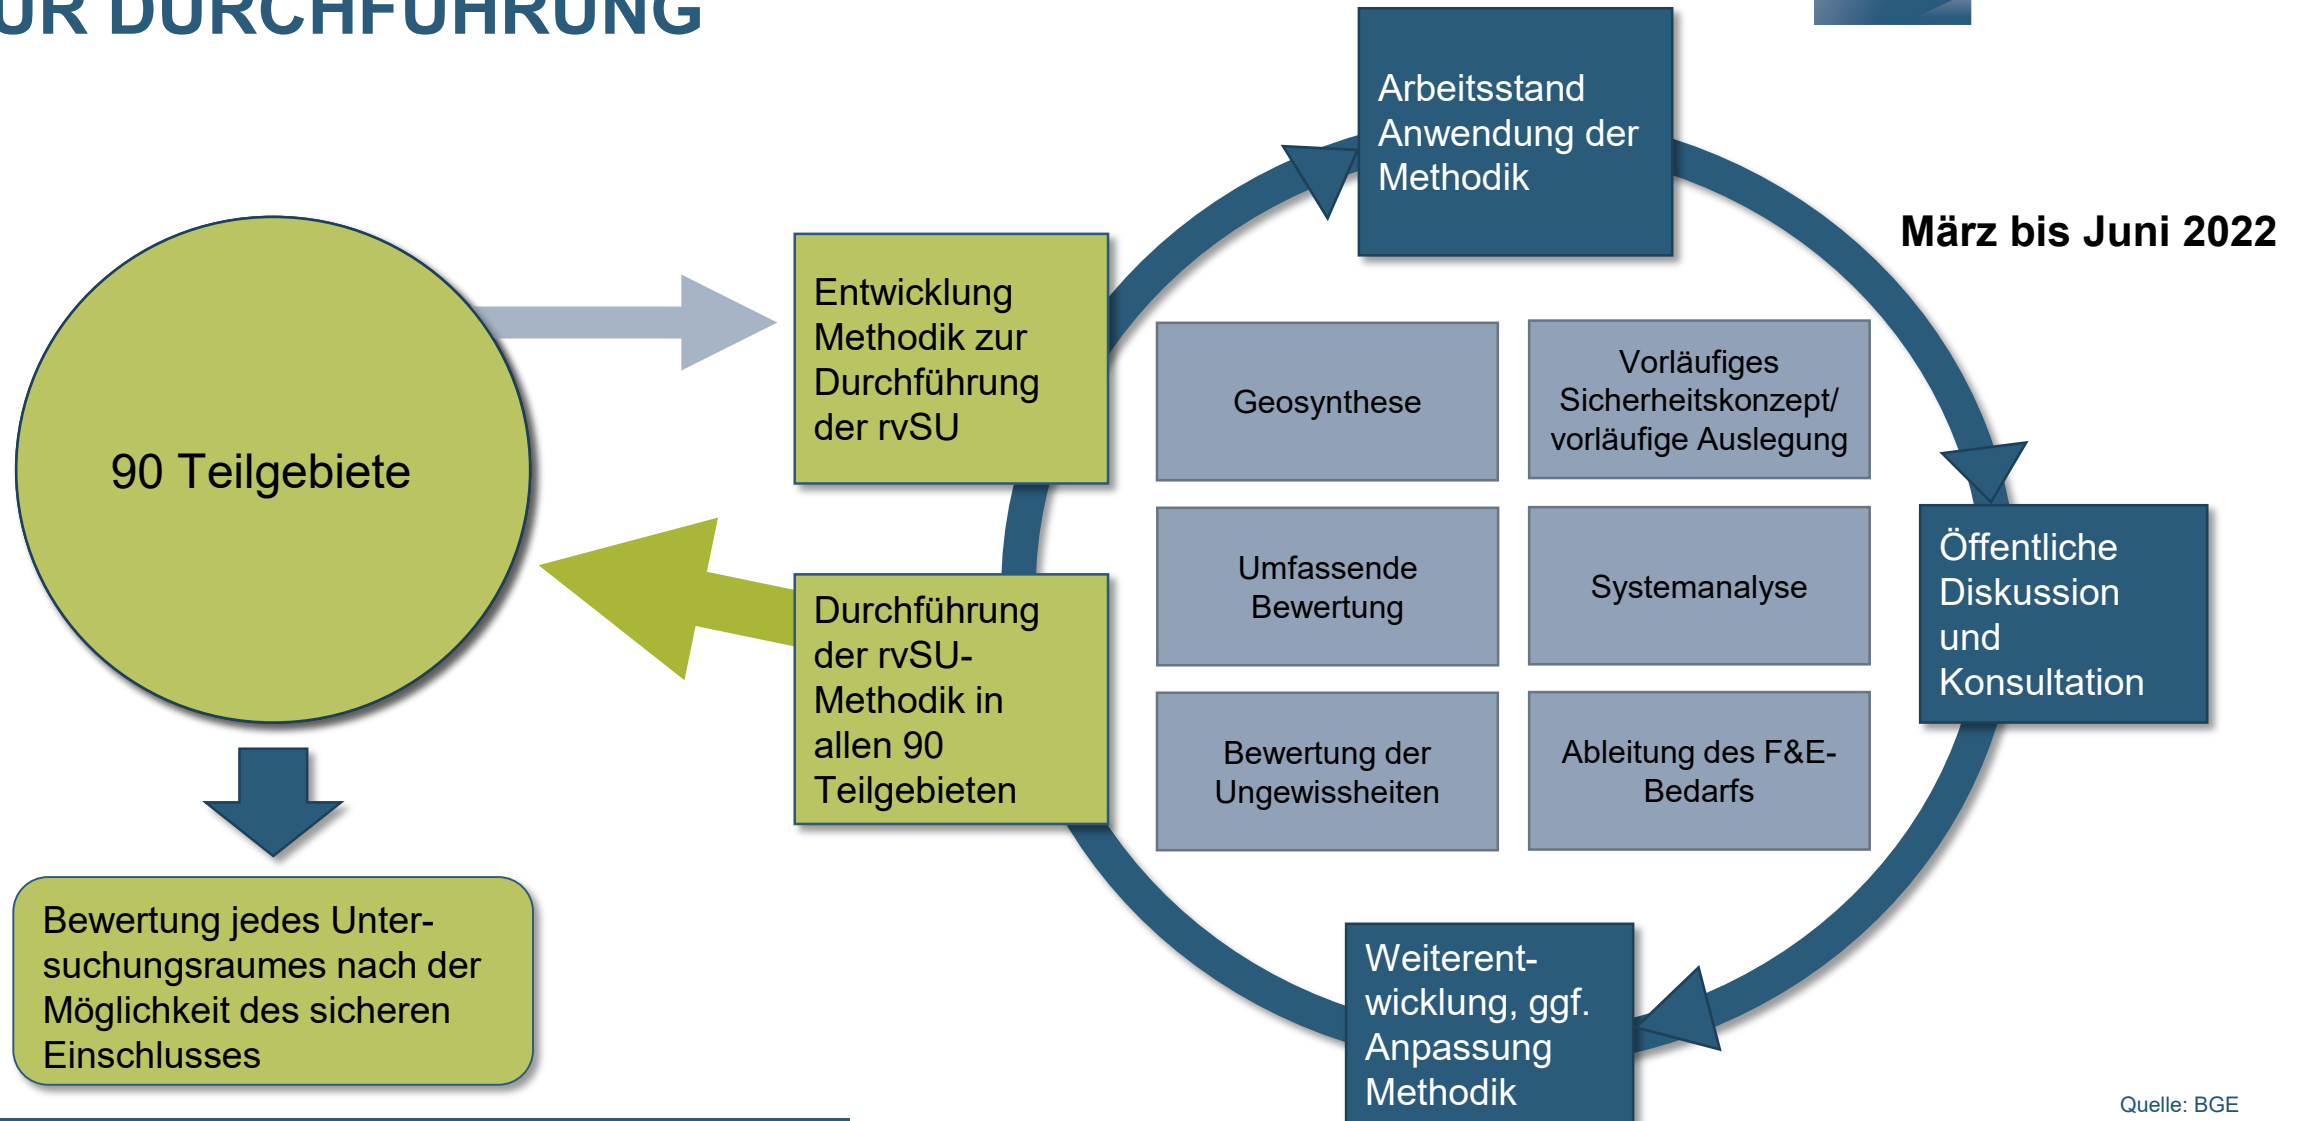 UR DURCHFÜHRUNG
Arbeitsstand
Anwendung der
Methodik
März bis Juni 2022
90 Teilgebiete
Entwicklung
Methodik zur
Durchführung
der rvSU
Geosynthese
Vorläufiges
Sicherheitskonzept/
vorläufige Auslegung
Umfassende
Bewertung
Systemanalyse
Öffentliche
Diskussion
und
Konsultation
Durchführung
der rvSU-
Methodik in
allen 90
Teilgebieten
Bewertung der
Ungewissheiten
Ableitung des F&E-
Bedarfs
Bewertung jedes Unter-
suchungsraumes nach der
Möglichkeit des sicheren
Einschlusses
Weiterent-
wicklung, ggf.
Anpassung
Methodik
Quelle: BGE